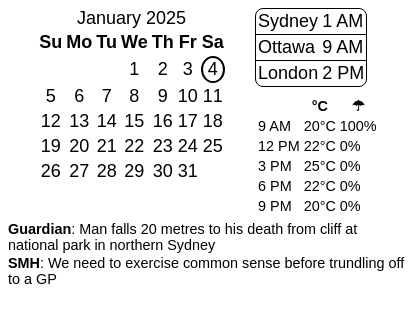 January 2025
Su Mo Tu We Th Fr Sa
1 2 3 4
5 6 7 8 9 10 11
12 13 14 15 16 17 18
19 20 21 22 23 24 25
26 27 28 29 30 31
Sydney 1 AM
Ottawa 9 AM
London 2 PM
°C ☂
9 AM 20°C 100%
12 PM 22°C 0%
3 PM 25°C 0%
6 PM 22°C 0%
9 PM 20°C 0%
Guardian: Man falls 20 metres to his death from cliff at
national park in northern Sydney
SMH: We need to exercise common sense before trundling off
to a GP